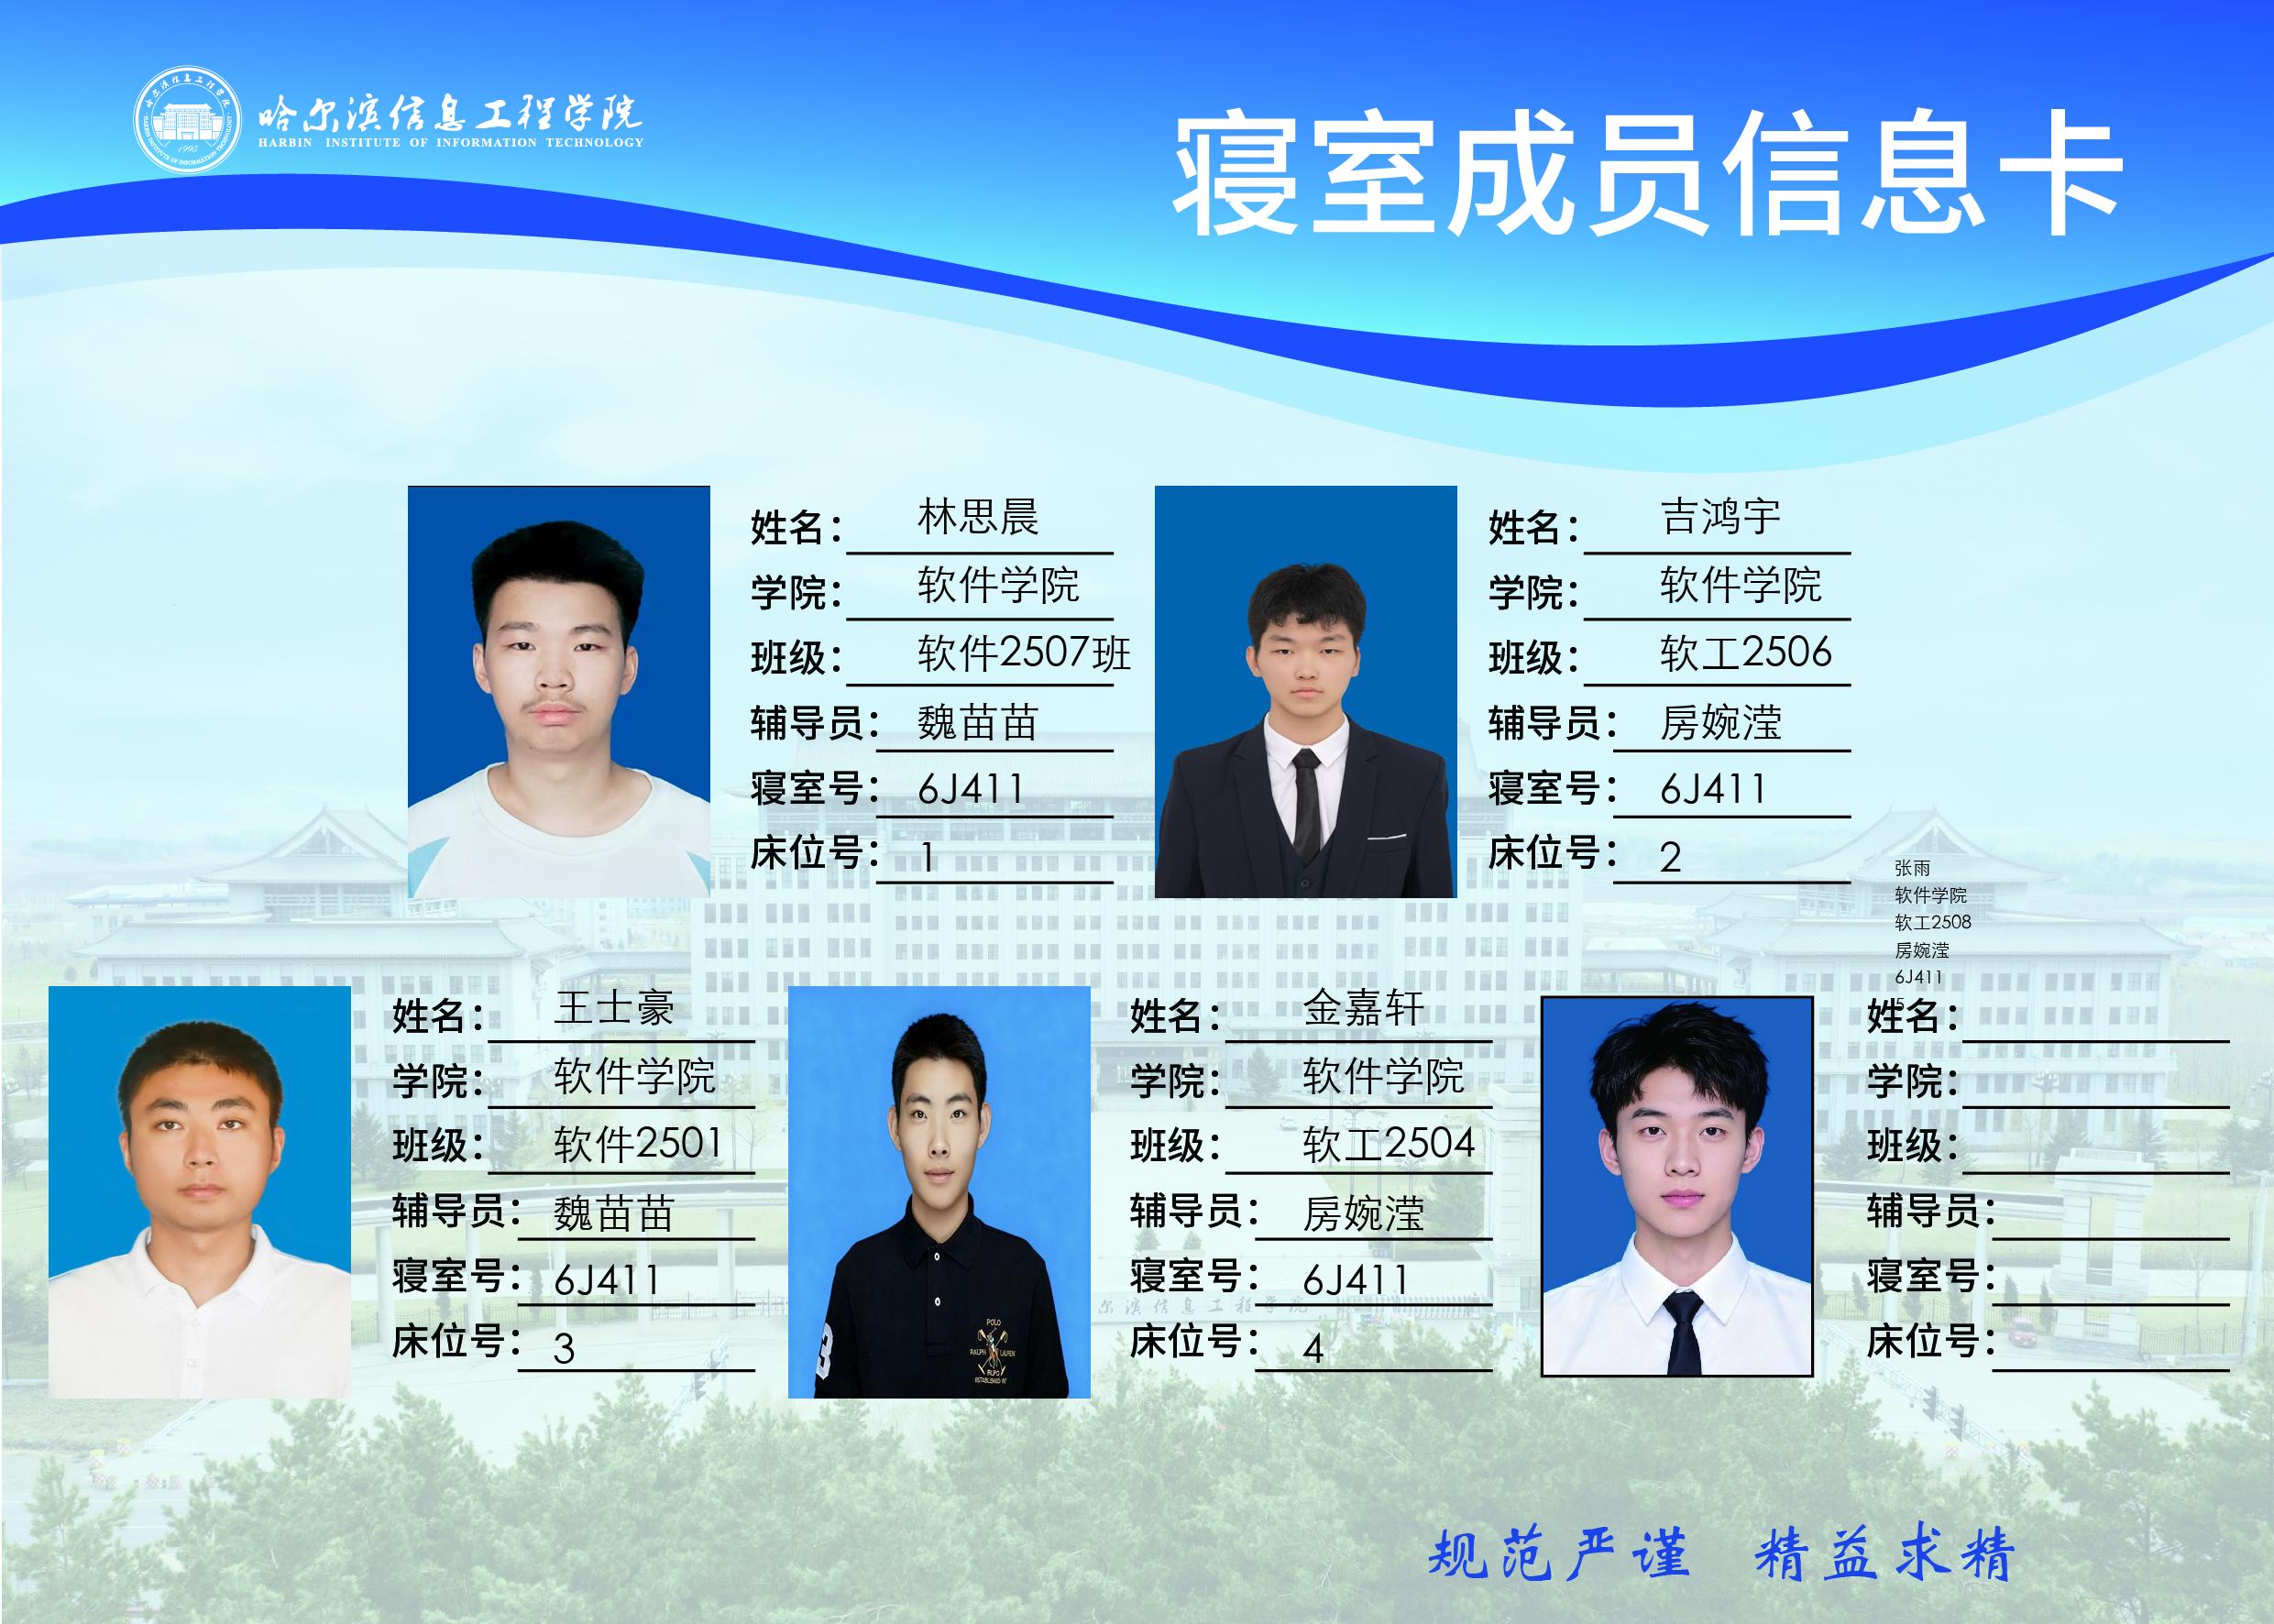 哈尔滨信息工程学院
HARBIN INSTITUTE OF INFORMATION TECHNOLOGY
1995
寝室成员信息卡
姓名： 林思晨
学院： 软件学院
班级： 软件2507班
辅导员： 魏苗苗
寝室号： 6J411
床位号： 1
姓名： 吉鸿宇
学院： 软件学院
班级： 软工2506
辅导员： 房婉滢
寝室号： 6J411
床位号： 2
张雨
软件学院
软工2508
房婉滢
6J411
5
姓名： 王士豪
学院： 软件学院
班级： 软件2501
辅导员： 魏苗苗
寝室号： 6J411
床位号： 3
POLO
RALPH LAUREN
姓名： 金嘉轩
学院： 软件学院
班级： 软工2504
辅导员： 房婉滢
寝室号： 6J411
床位号： 4
姓名：
学院：
班级：
辅导员：
寝室号：
床位号：
尔滨信息工程学院
规范严谨 精益求精